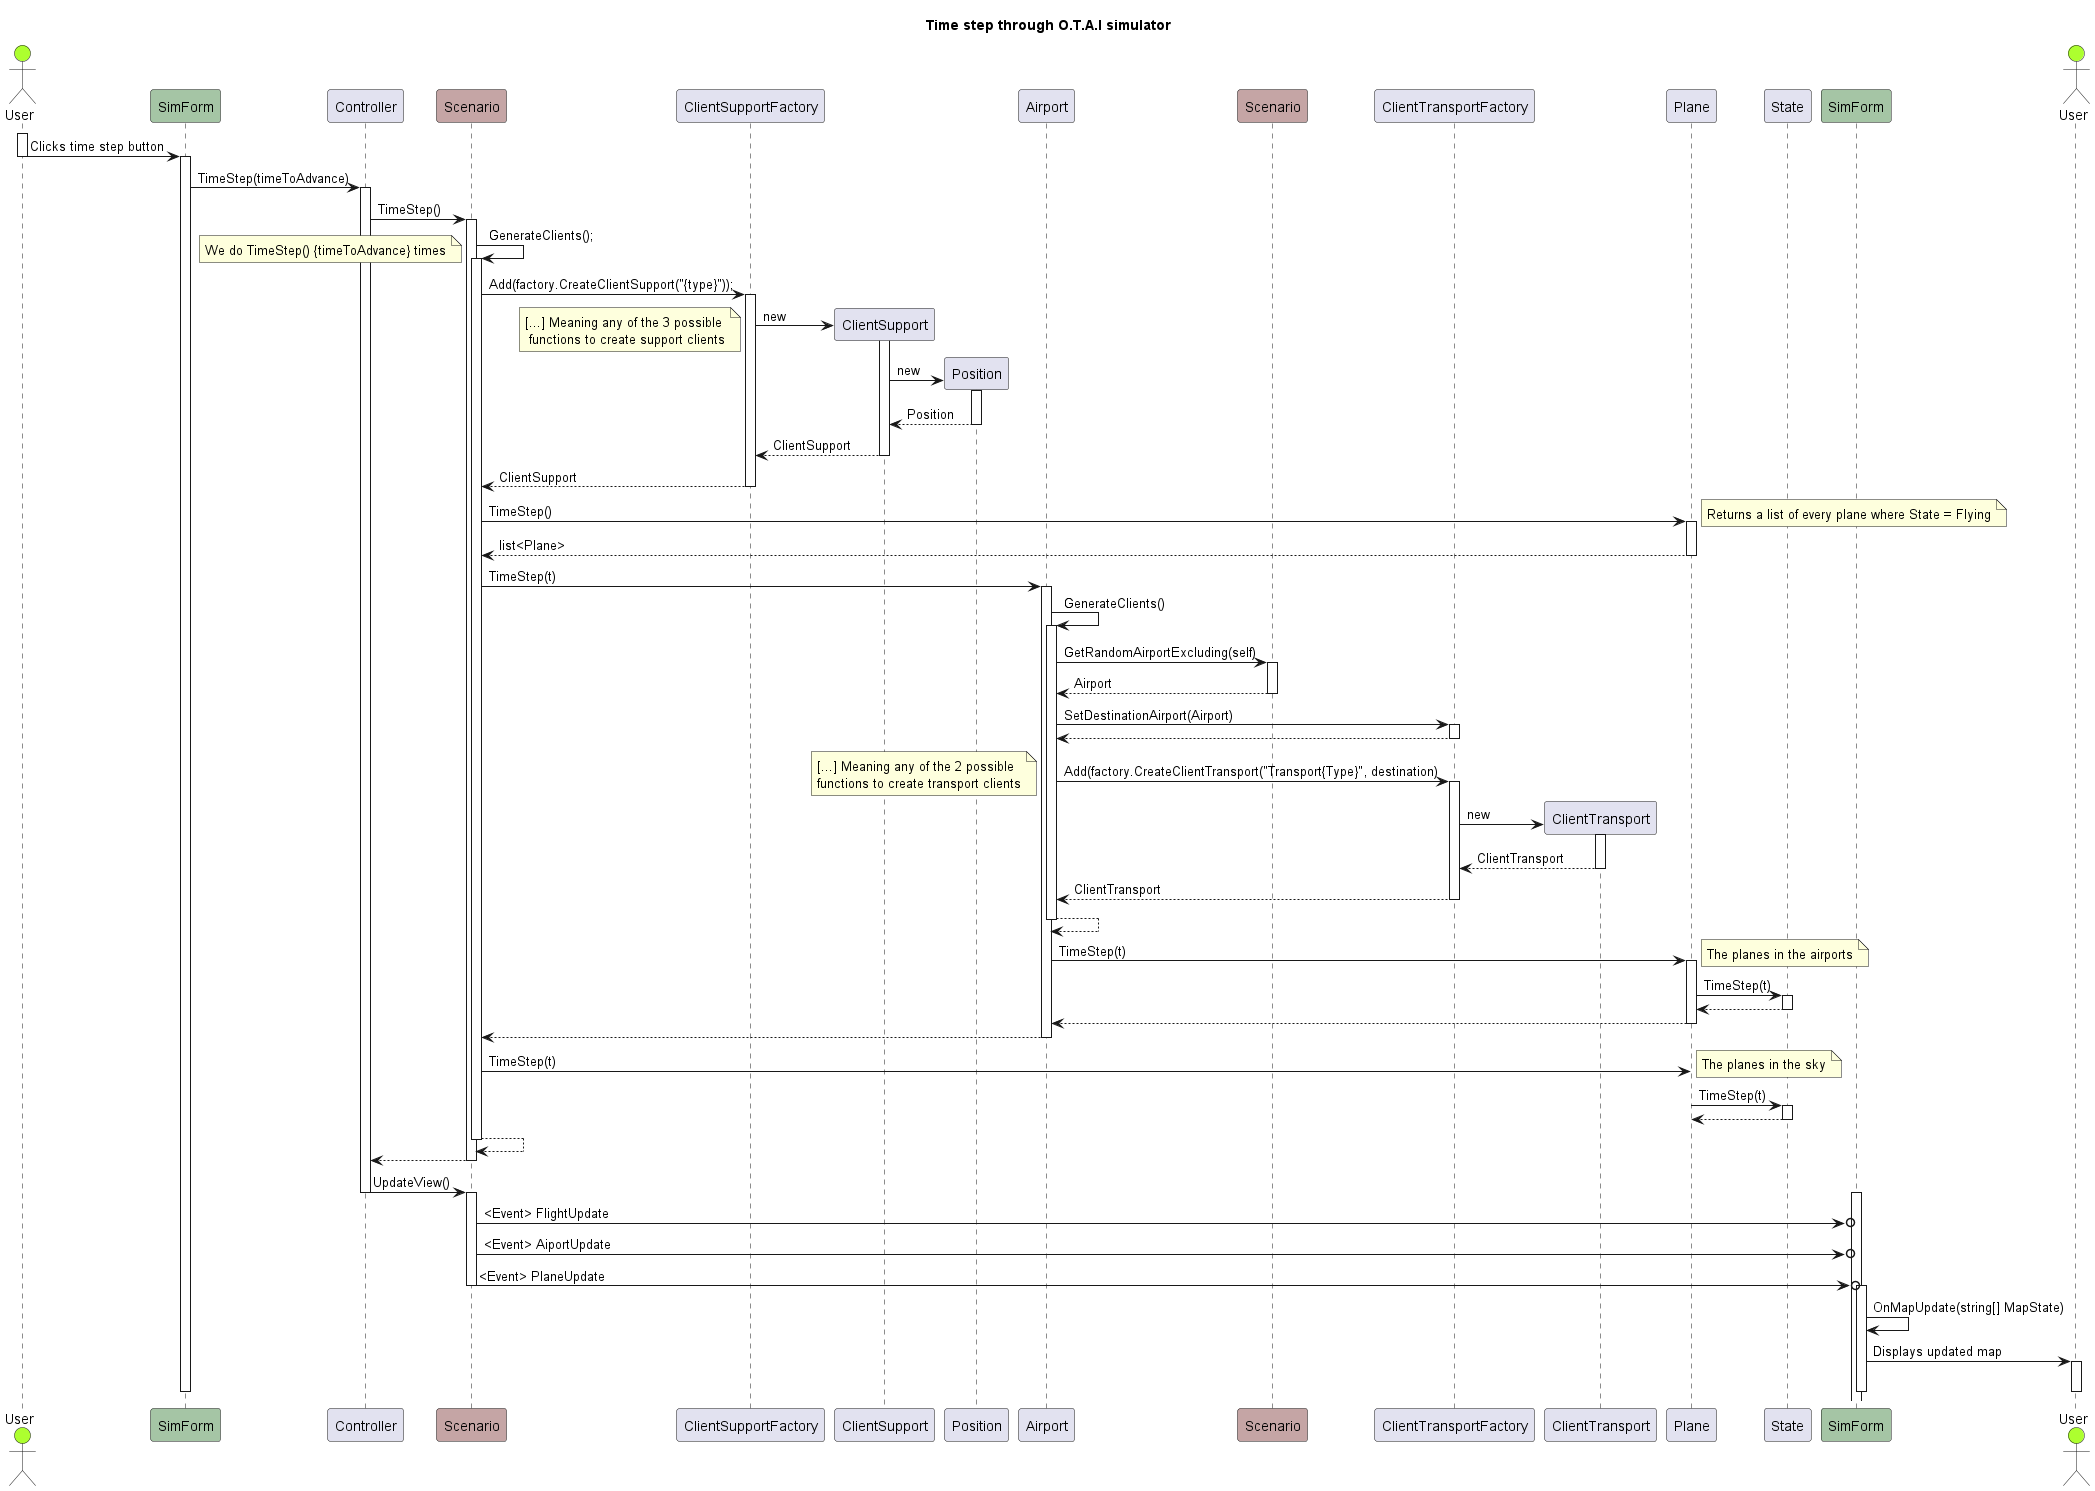 Time step through O.T.A.I simulator
User
SimForm
Controller
Scenario
ClientSupportFactory
Airport
Scenario
ClientTransportFactory
Plane
State
SimForm
User
Clicks time step button
TimeStep(timeToAdvance)
TimeStep()
GenerateClients();
We do TimeStep() {timeToAdvance} times
Add(factory.CreateClientSupport("{type}"));
[...] Meaning any of the 3 possible
functions to create support clients
new
ClientSupport
new
Position
Position
ClientSupport
ClientSupport
TimeStep()
Returns a list of every plane where State = Flying
list<Plane>
TimeStep(t)
GenerateClients()
GetRandomAirportExcluding(self)
Airport
SetDestinationAirport(Airport)
[...] Meaning any of the 2 possible
functions to create transport clients
Add(factory.CreateClientTransport("Transport{Type}", destination)
new
ClientTransport
ClientTransport
ClientTransport
TimeStep(t)
The planes in the airports
TimeStep(t)
TimeStep(t)
The planes in the sky
TimeStep(t)
UpdateView()
<Event> FlightUpdate
<Event> AiportUpdate
<Event> PlaneUpdate
OnMapUpdate(string[] MapState)
Displays updated map
User
SimForm
Controller
Scenario
ClientSupportFactory
ClientSupport
Position
Airport
Scenario
ClientTransportFactory
ClientTransport
Plane
State
SimForm
User